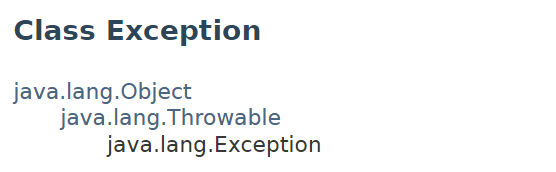 Class Exception
java.lang.Object
java.lang.Throwable
java.lang.Exception